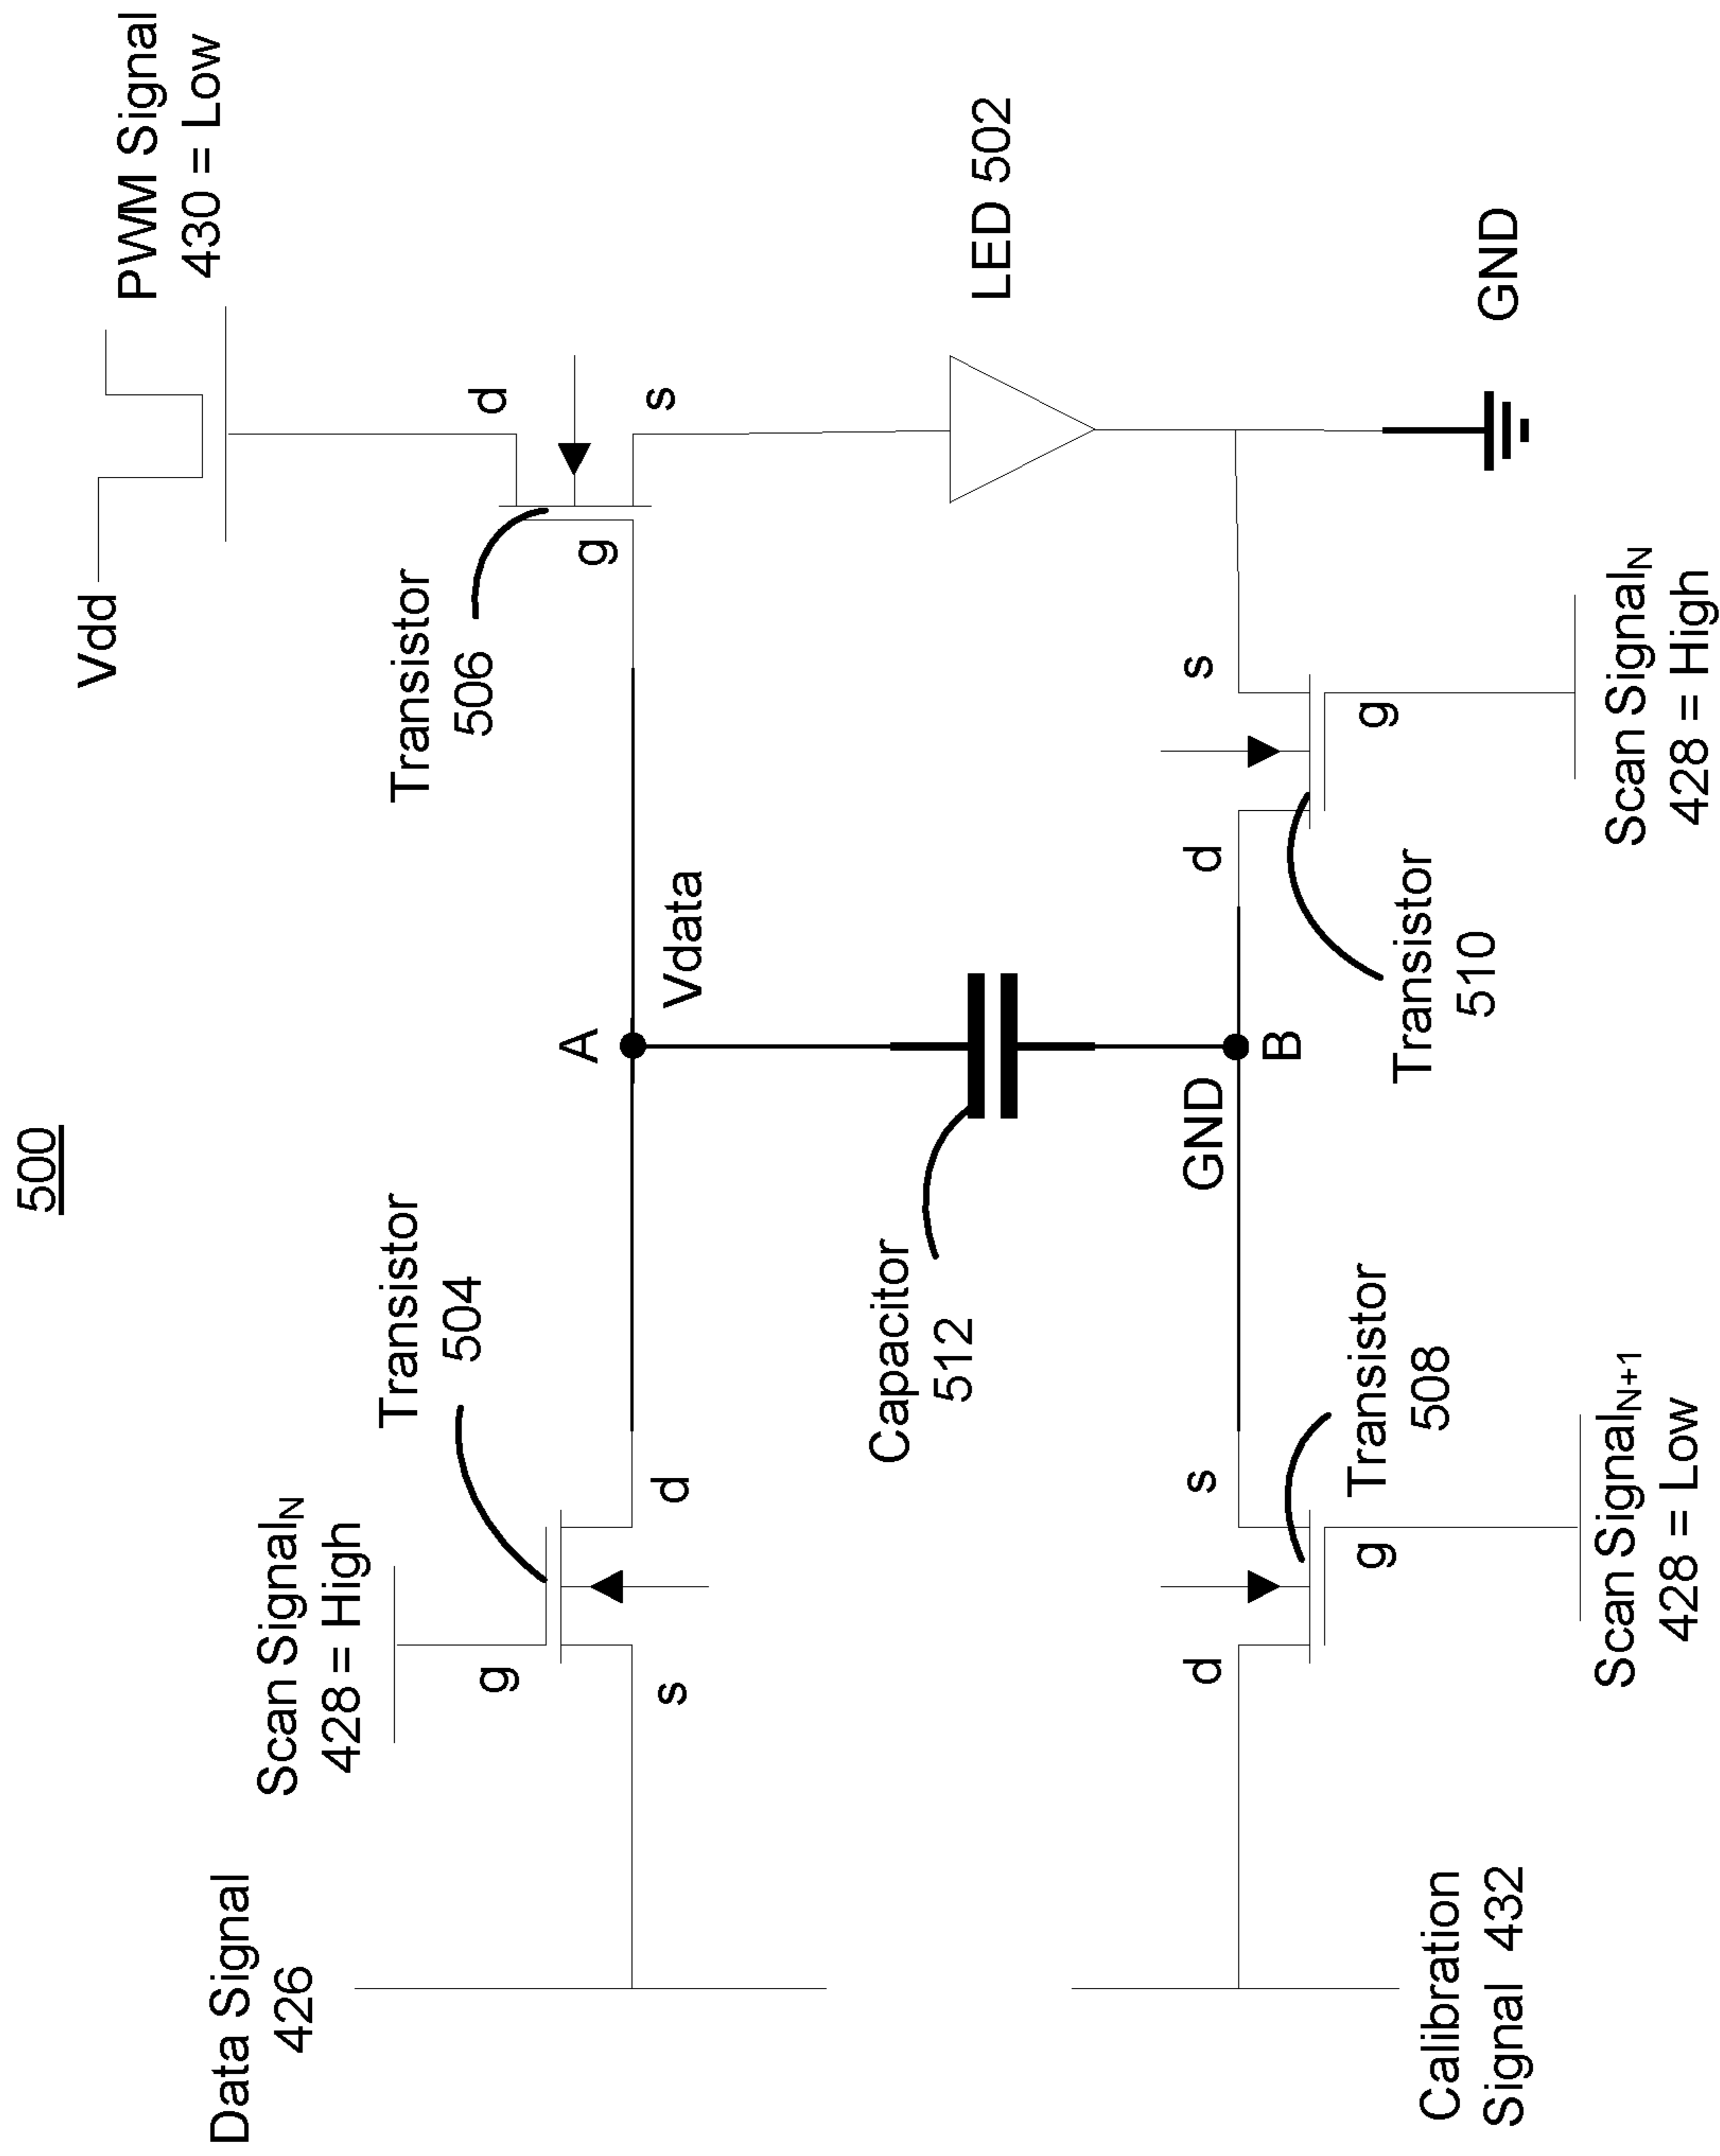 500
Vdd
PWM Signal
430 = Low
Data Signal
426
Scan SignalN
428 = High
g
s
d
Transistor
504
A
Vdata
Transistor
506
d
g
s
Capacitor
512
LED 502
GND
B
Calibration
Signal 432
d
s
g
Transistor
508
Scan SignalN+1
428 = Low
d
s
g
Transistor
510
Scan SignalN
428 = High
GND